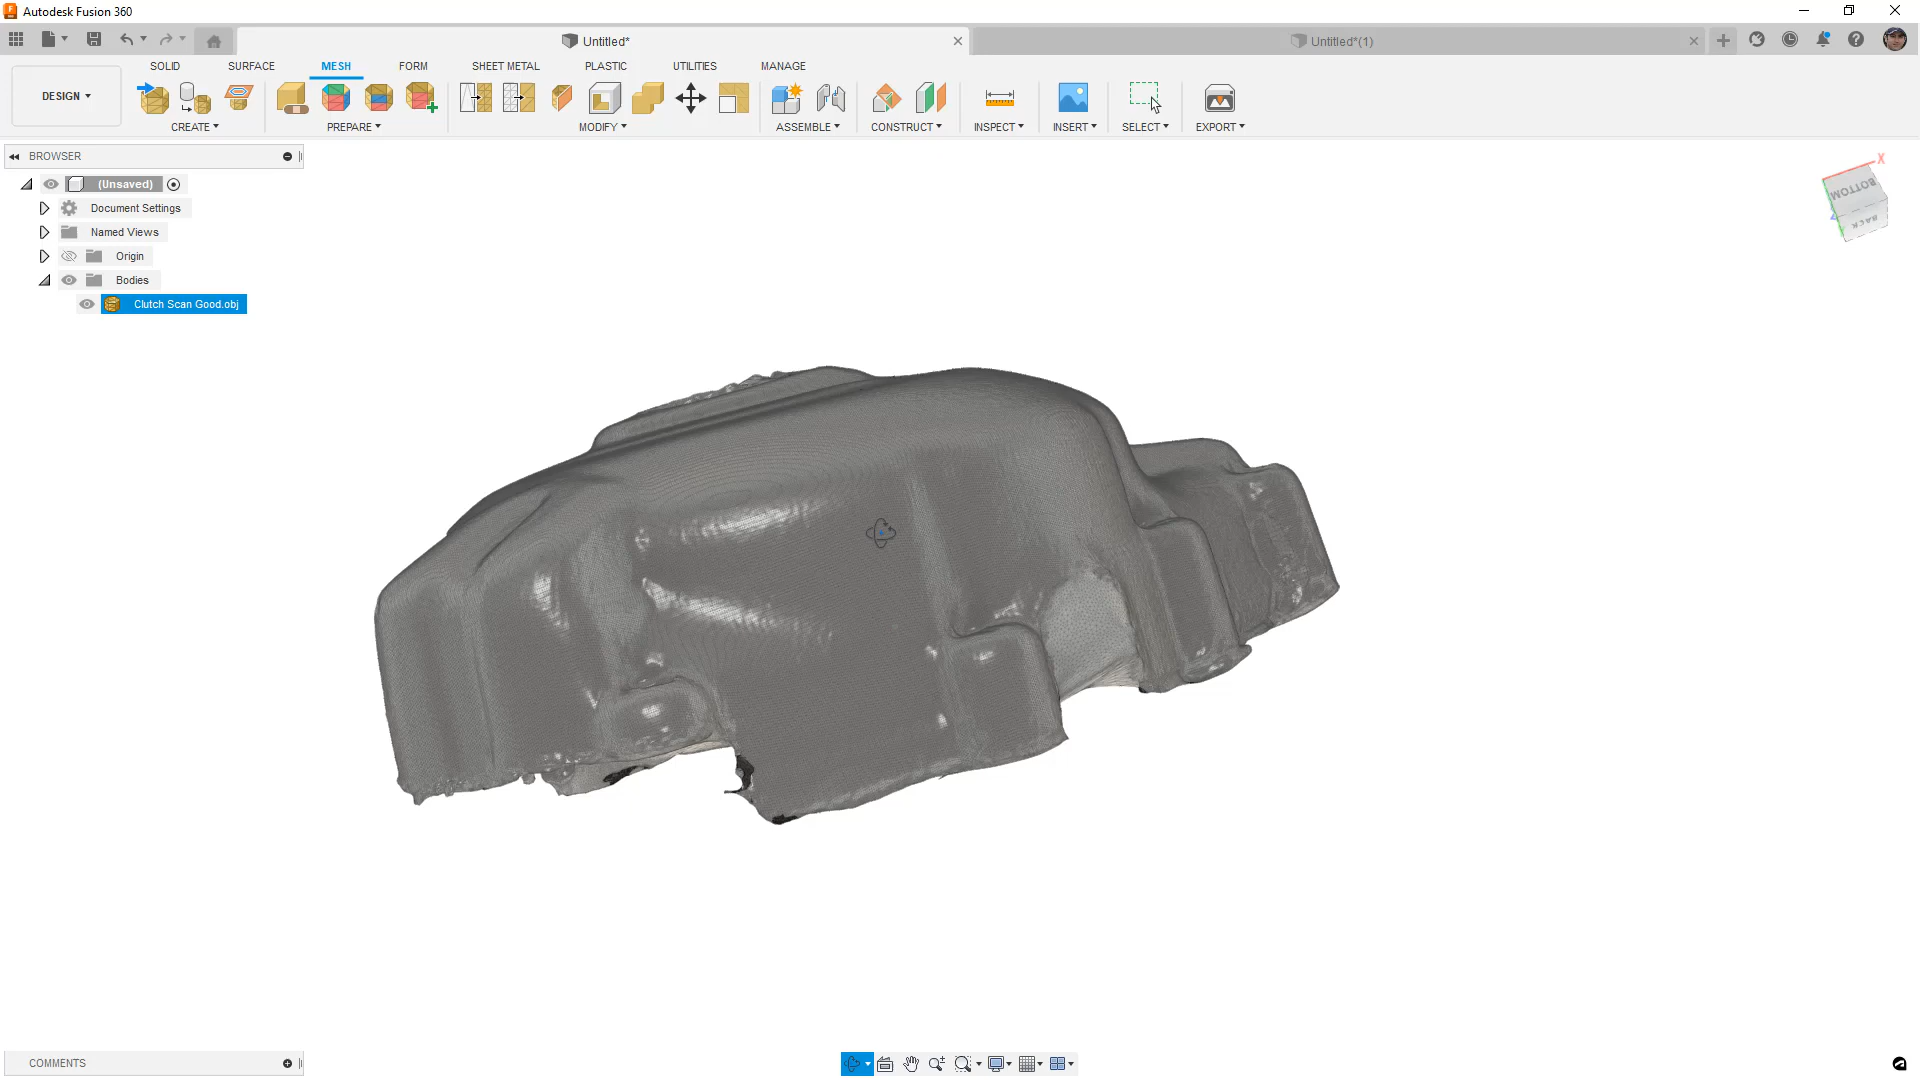 Autodesk Fusion 360
Untitled*
Untitled*(1)
SOLID
SURFACE
MESH
FORM
SHEET METAL
PLASTIC
UTILITIES
MANAGE
DESIGN
CREATE
PREPARE
MODIFY
ASSEMBLE
CONSTRUCT
INSPECT
INSERT
SELECT
EXPORT
BROWSER
(Unsaved)
Document Settings
Named Views
Origin
Bodies
Clutch Scan Good.obj
X
BOTTOM
BACK
Z
COMMENTS